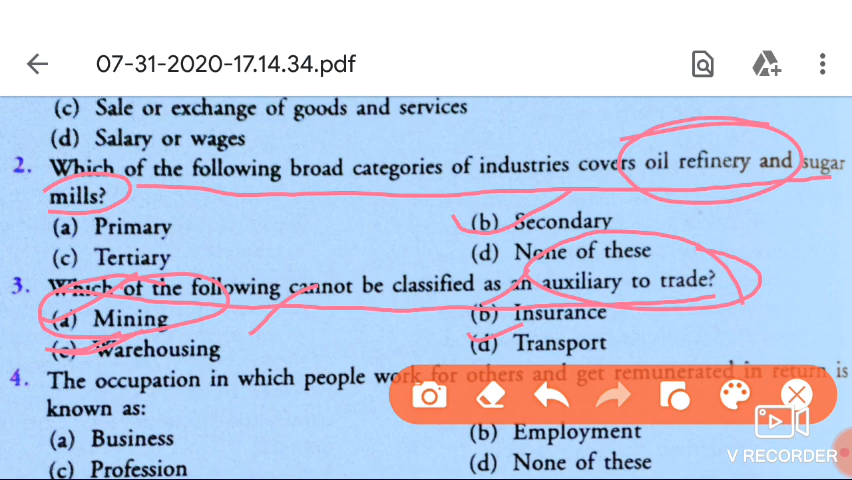 07-31-2020-17.14.34.pdf
(c) Sale or exchange of goods and services
(d) Salary or wages
2. Which of the following broad categories of industries covers oil refinery and sugar
mills?
(a) Primary (b) Secondary
(c) Tertiary (d) None of these
3. Which of the following cannot be classified as an auxiliary to trade?
(a) Mining (b) Insurance
(c) Warehousing (d) Transport
4. The occupation in which people work for others and get remunerated in return is
known as:
(a) Business (b) Employment
(c) Profession (d) None of these
V RECORDER